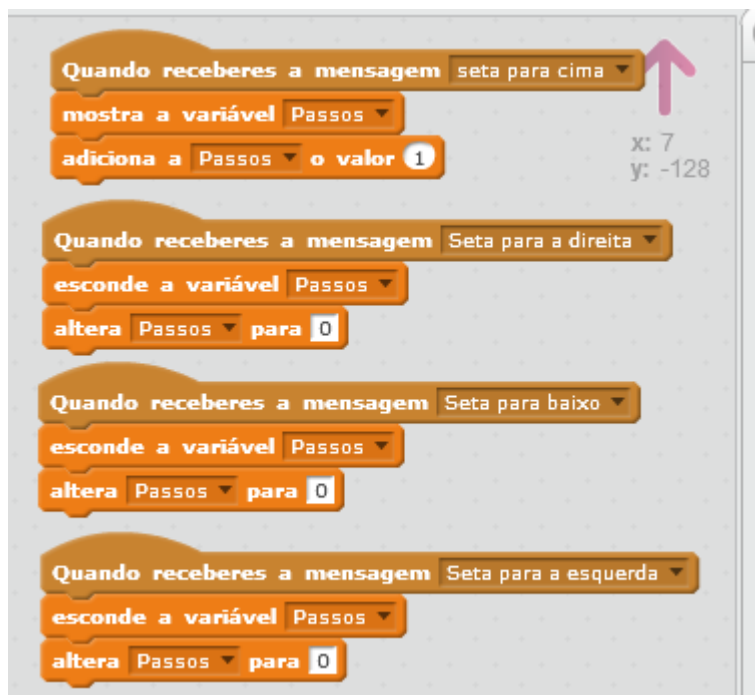 Quando receberes a mensagem seta para cima
mostra a variável Passos
adiciona a Passos o valor 1
x: 7
y: -128
Quando receberes a mensagem Seta para a direita
esconde a variável Passos
altera Passos para 0
Quando receberes a mensagem Seta para baixo
esconde a variável Passos
altera Passos para 0
Quando receberes a mensagem Seta para a esquerda
esconde a variável Passos
altera Passos para 0